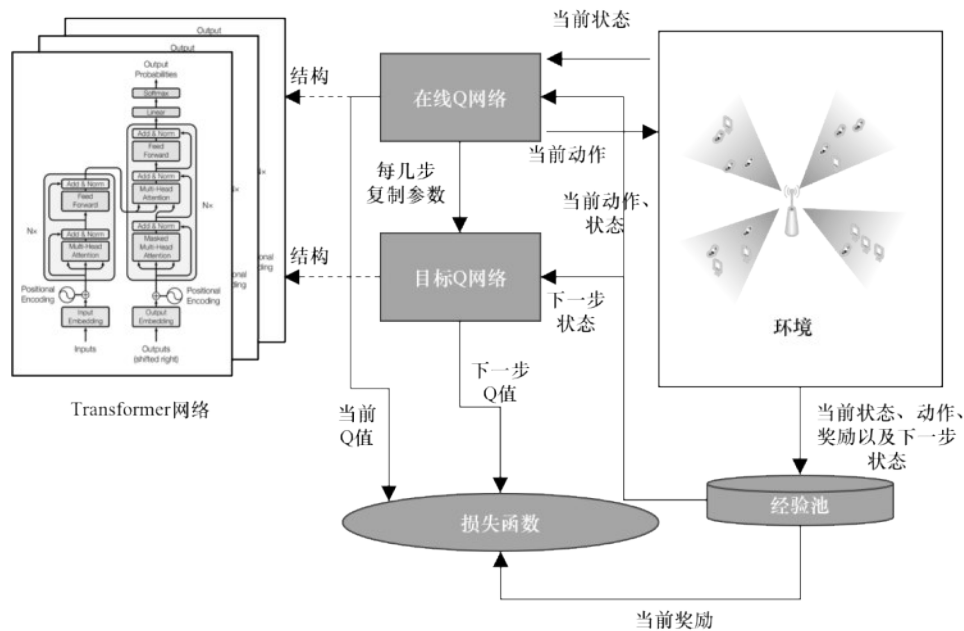 Output
Output
Output
Probabilities
Softmax
Linear
Add & Norm
Feed
Forward
Add & Norm
Multi-Head
Attention
Add & Norm
Feed
Forward
Nx
Nx
Nx
Add & Norm
Multi-Head
Attention
Add & Norm
Masked
Multi-Head
Attention
Positional
Encoding
Positional
Encoding
onal
ding
Input
Embedding
Output
Embedding
Inputs
Outputs
(shifted right)
Transformer网络
结构
结构
在线Q网络
当前状态
当前动作
每几步
复制参数
当前动作、
状态
目标Q网络
下一步
状态
下一步
Q值
当前
Q值
环境
当前状态、动作、
奖励以及下一步
状态
经验池
损失函数
当前奖励